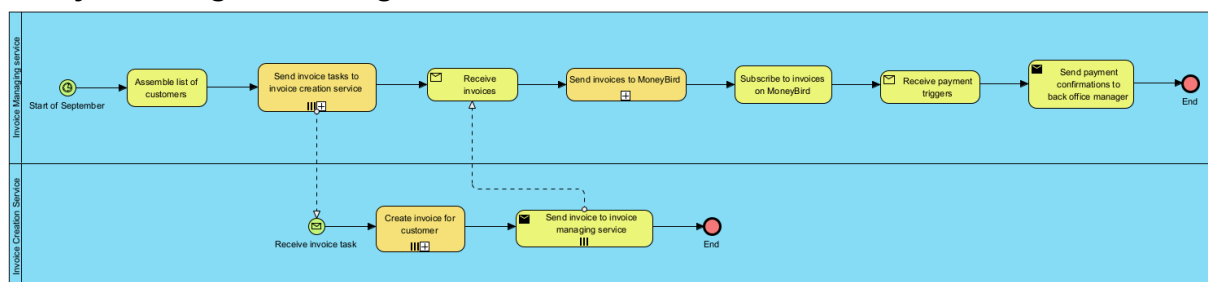 Invoice Managing service
Start of September
Assemble list of
customers
Send invoice tasks to
invoice creation service
Receive
invoices
Send invoices to MoneyBird
Subscribe to invoices
on MoneyBird
Receive payment
triggers
Send payment
confirmations to
back office manager
End
Invoice Creation Service
Receive invoice task
Create invoice for
customer
Send invoice to invoice
managing service
End